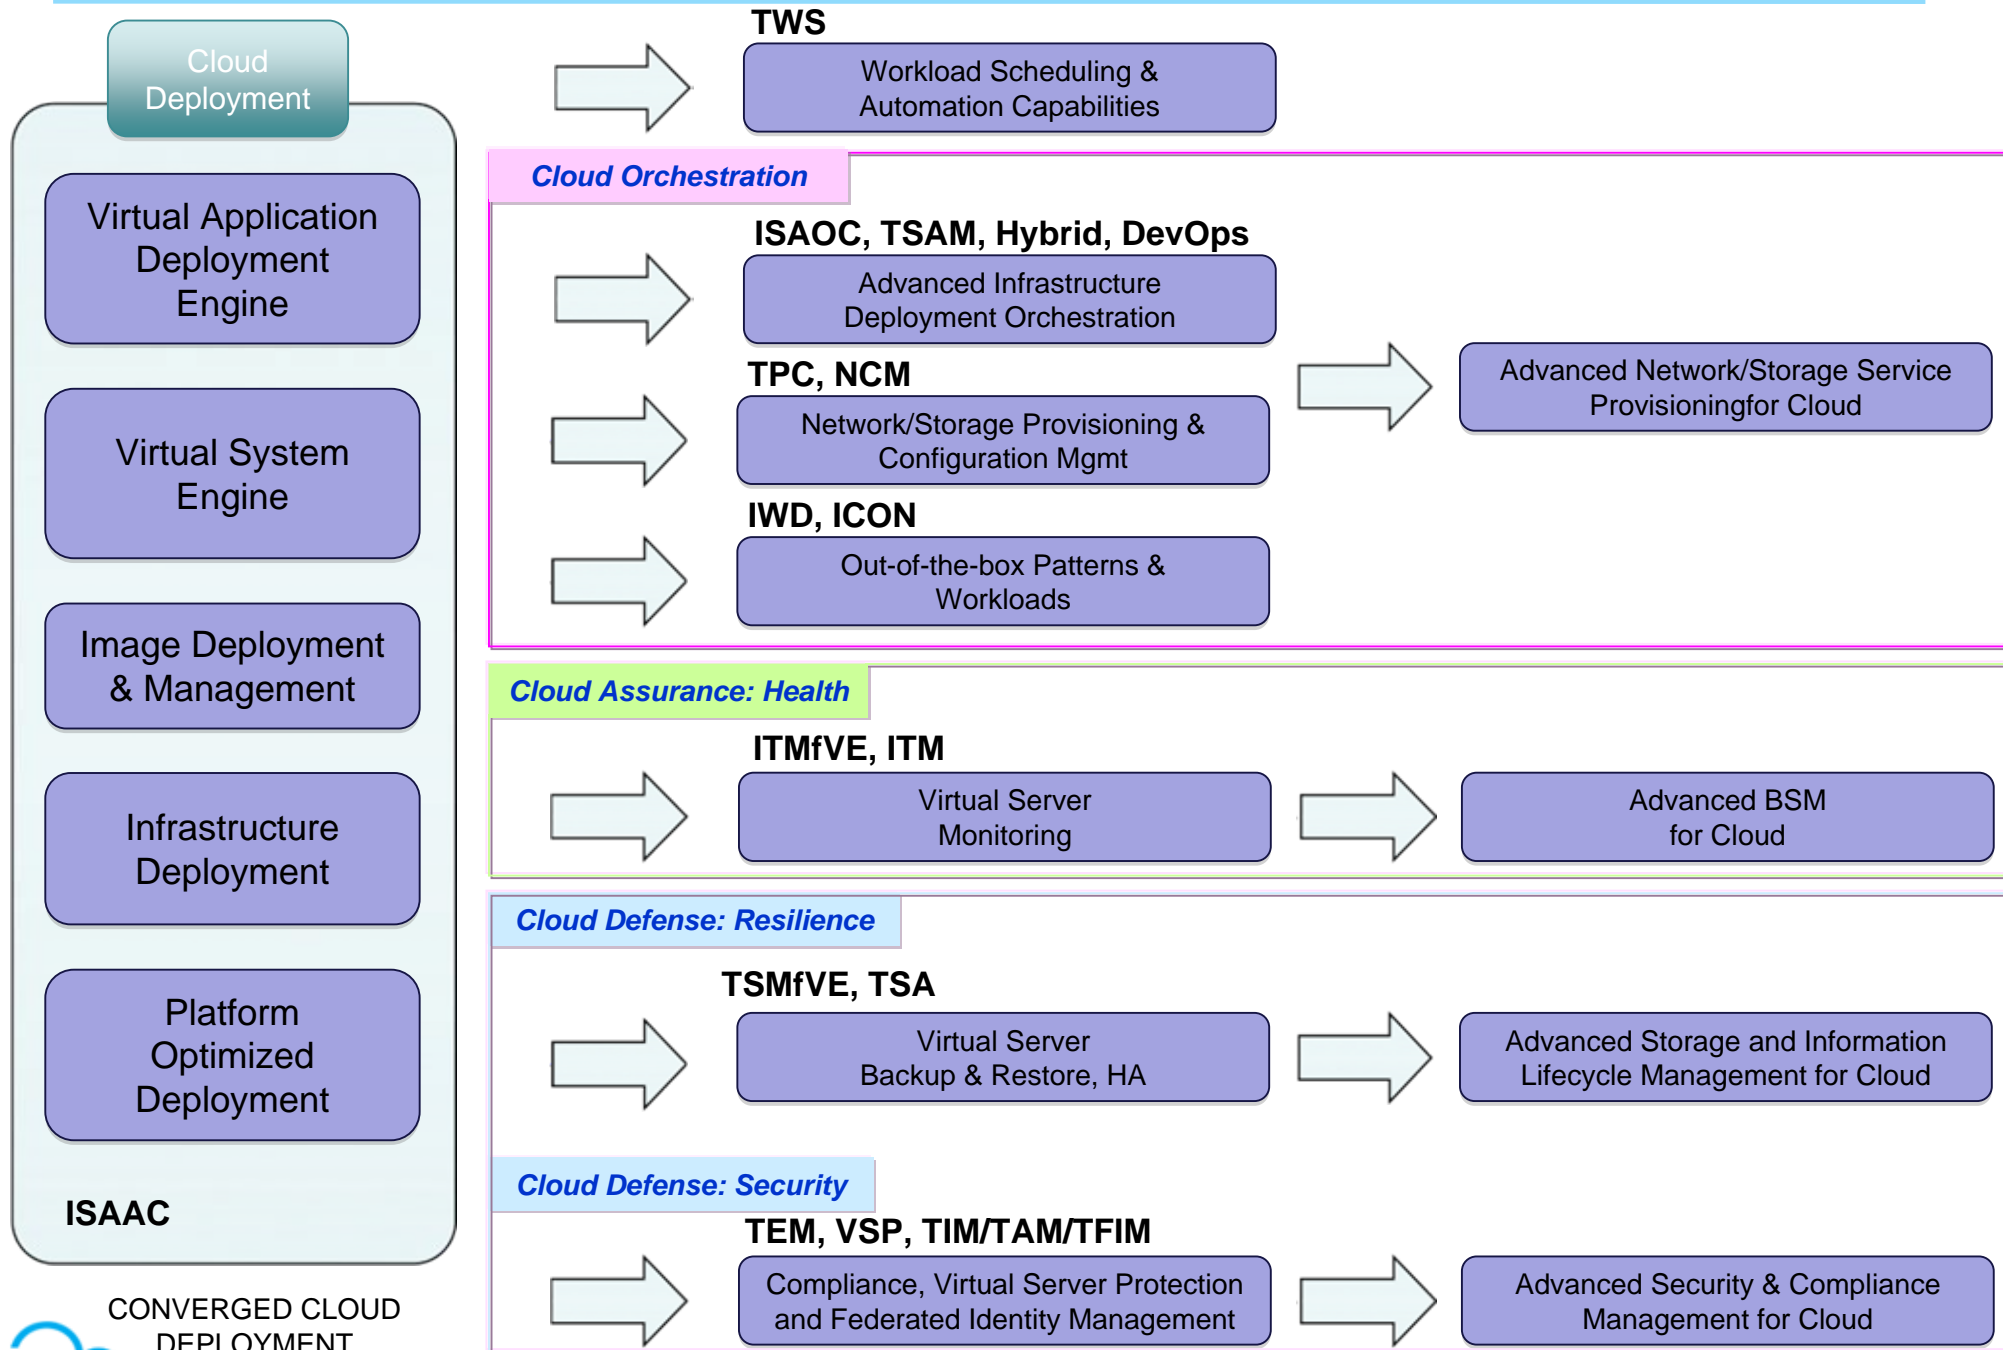 Cloud
Deployment
Virtual Application
Deployment
Engine
Virtual System
Engine
Image Deployment
& Management
Infrastructure
Deployment
Platform
Optimized
Deployment
ISAAC
CONVERGED CLOUD
DEPLOYMENT
TWS
Workload Scheduling &
Automation Capabilities
Cloud Orchestration
ISAOC, TSAM, Hybrid, DevOps
Advanced Infrastructure
Deployment Orchestration
TPC, NCM
Network/Storage Provisioning &
Configuration Mgmt
Advanced Network/Storage Service
Provisioningfor Cloud
IWD, ICON
Out-of-the-box Patterns &
Workloads
Cloud Assurance: Health
ITMfVE, ITM
Virtual Server
Monitoring
Advanced BSM
for Cloud
Cloud Defense: Resilience
TSMfVE, TSA
Virtual Server
Backup & Restore, HA
Advanced Storage and Information
Lifecycle Management for Cloud
Cloud Defense: Security
TEM, VSP, TIM/TAM/TFIM
Compliance, Virtual Server Protection
and Federated Identity Management
Advanced Security & Compliance
Management for Cloud